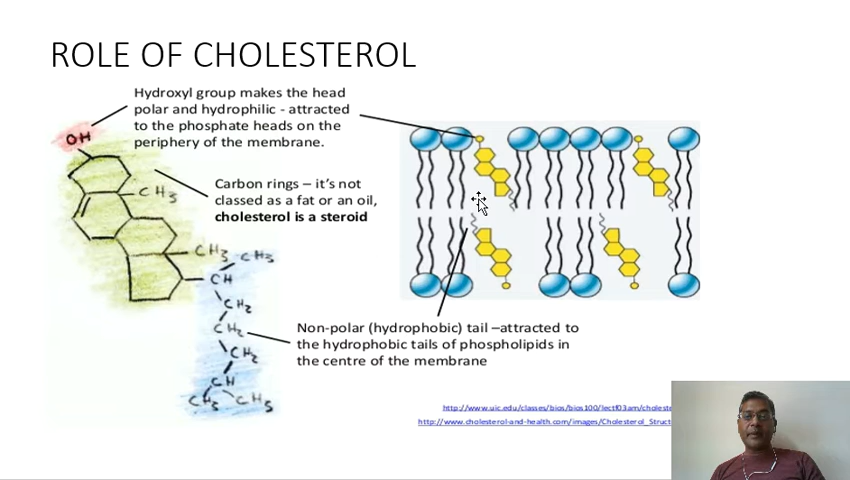 ROLE OF CHOLESTEROL
Hydroxyl group makes the head
polar and hydrophilic - attracted
to the phosphate heads on the
periphery of the membrane.
OH
Carbon rings – it's not
classed as a fat or an oil,
cholesterol is a steroid
CH3
CH3
CH3
CH
CH2
CH2
CH2
CH
CH3
CH3
Non-polar (hydrophobic) tail –attracted to
the hydrophobic tails of phospholipids in
the centre of the membrane
http://www.uic.edu/classes/bios/bios100/lectf03am/choleste
http://www.cholesterol-and-health.com/images/Cholesterol_Struct